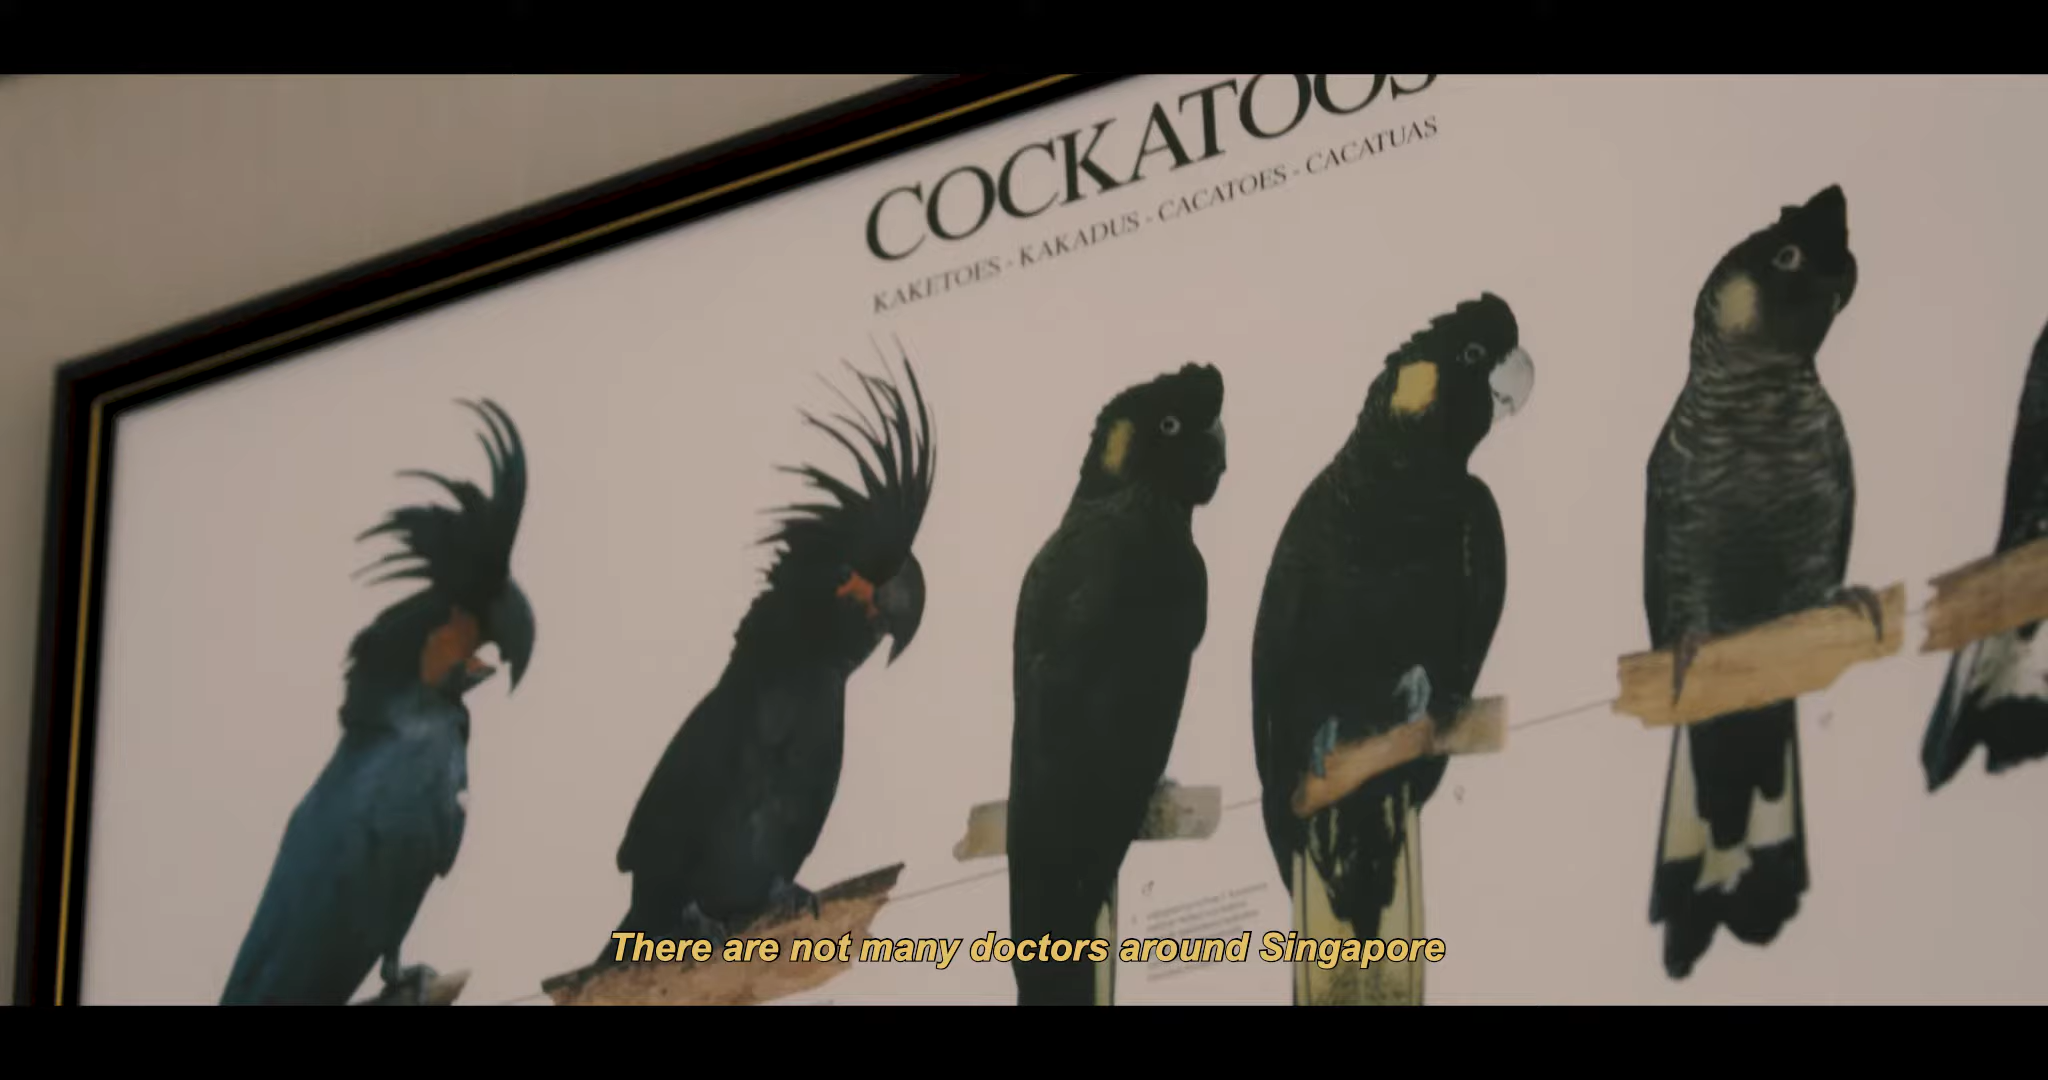 COCKATOOS
KAKETOES - KAKADUS - CACATOES - CACATUAS
♀
♂
There are not many doctors around Singapore